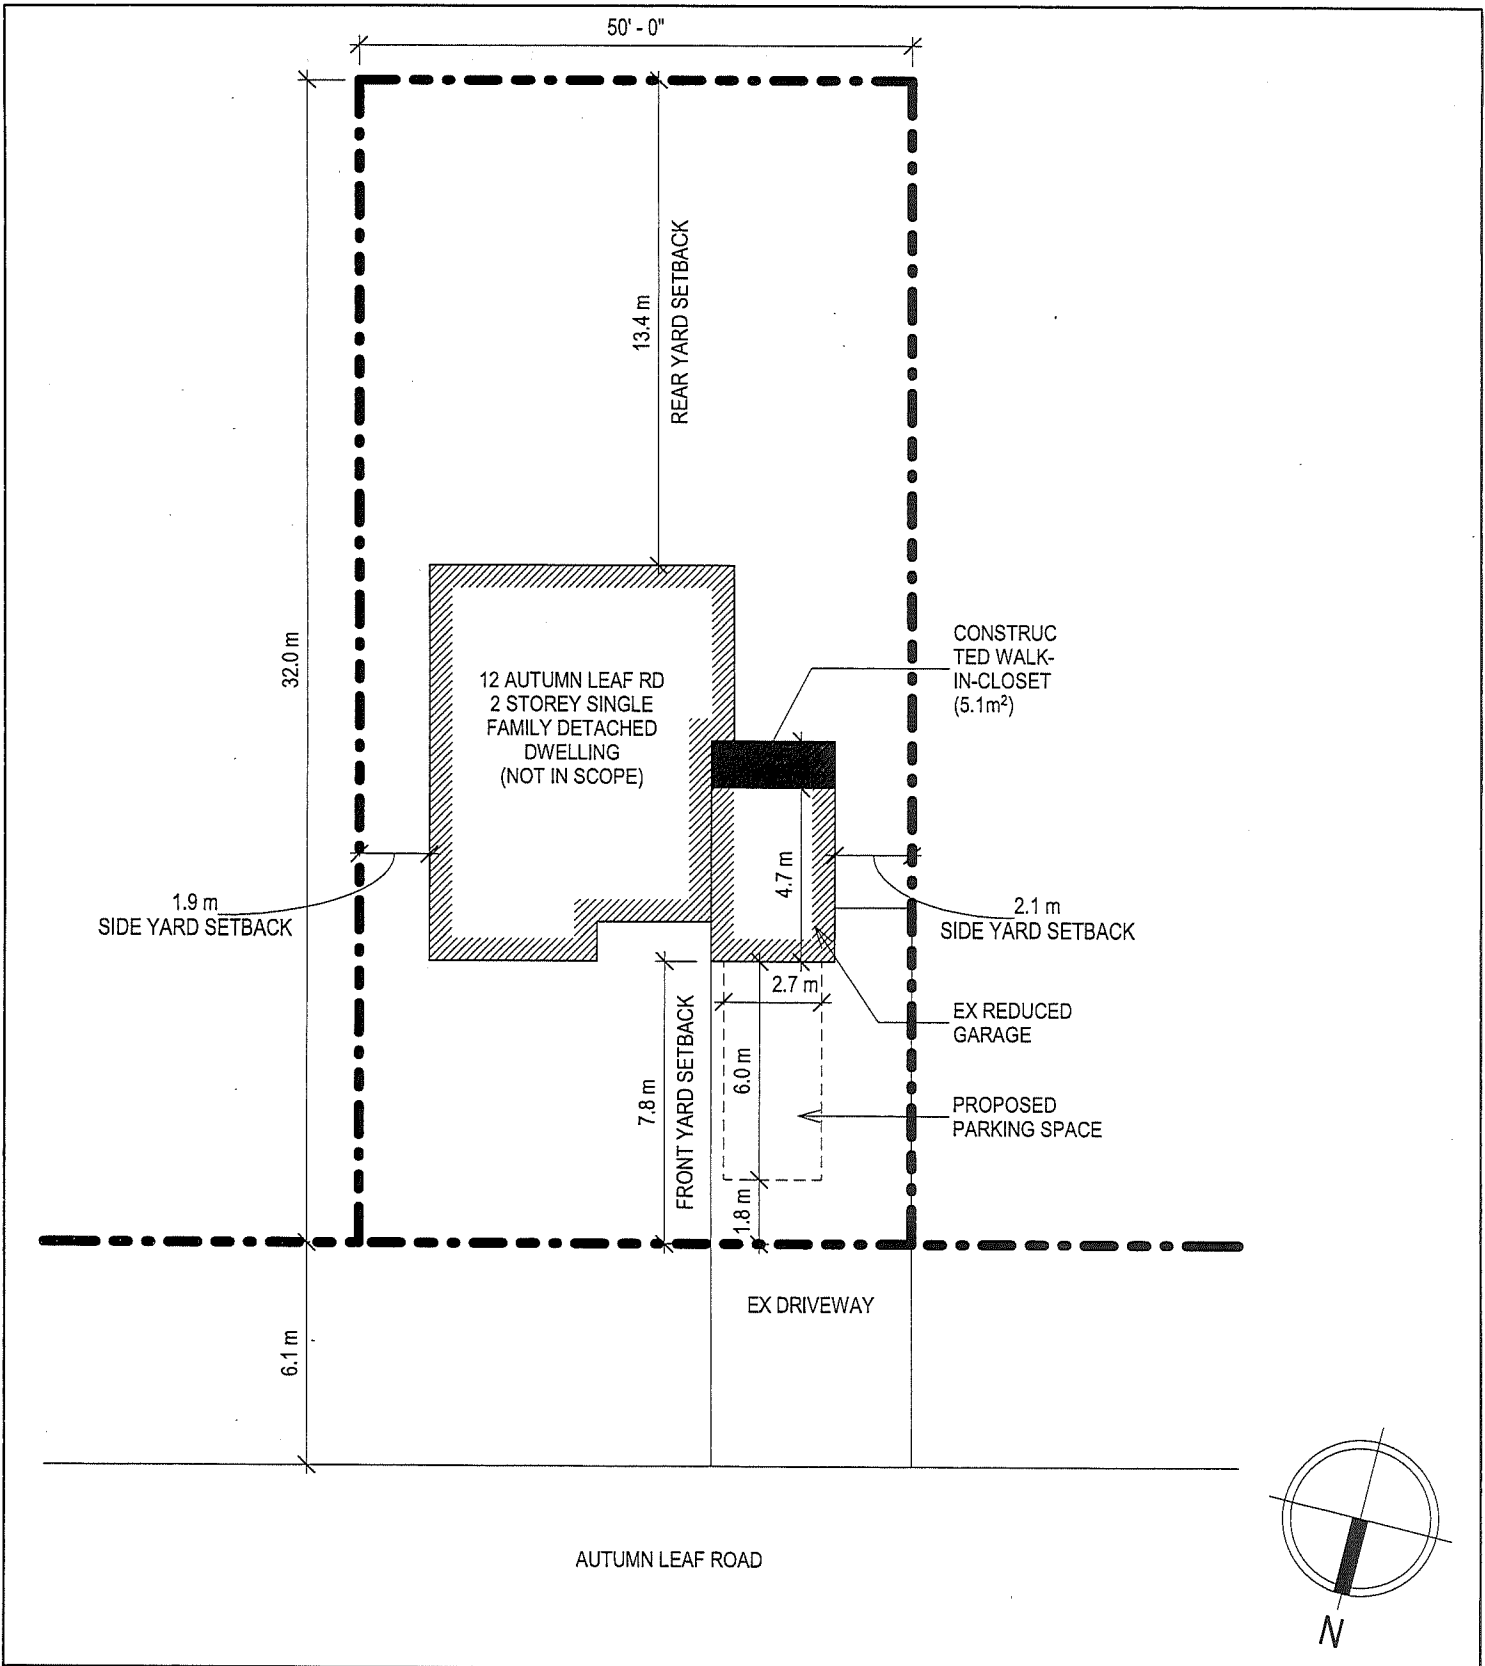 50' - 0"
13.4 m
REAR YARD SETBACK
32.0 m
12 AUTUMN LEAF RD
2 STOREY SINGLE
FAMILY DETACHED
DWELLING
(NOT IN SCOPE)
CONSTRUC
TED WALK-
IN-CLOSET
(5.1m²)
4.7 m
1.9 m
SIDE YARD SETBACK
2.1 m
SIDE YARD SETBACK
2.7 m
EX REDUCED
GARAGE
7.8 m
FRONT YARD SETBACK
6.0 m
PROPOSED
PARKING SPACE
1.8 m
EX DRIVEWAY
6.1 m
AUTUMN LEAF ROAD
N